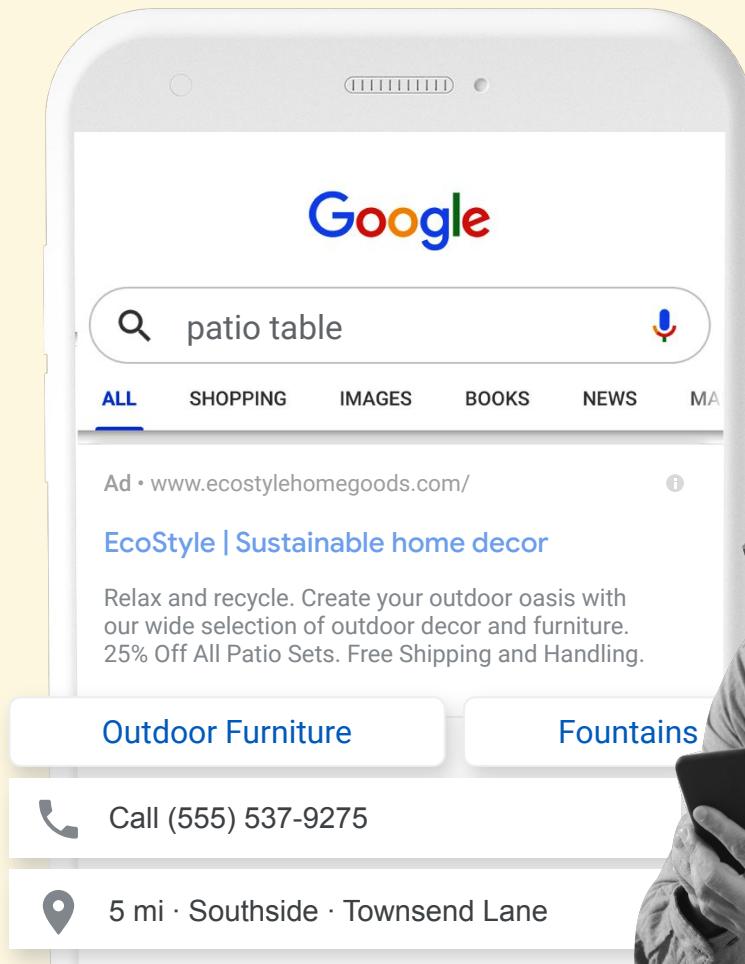 Google
patio table
ALL SHOPPING IMAGES BOOKS NEWS MA
Ad • www.ecostylehomegoods.com/
EcoStyle | Sustainable home decor
Relax and recycle. Create your outdoor oasis with
our wide selection of outdoor decor and furniture.
25% Off All Patio Sets. Free Shipping and Handling.
Outdoor Furniture Fountains
Call (555) 537-9275
5 mi · Southside · Townsend Lane